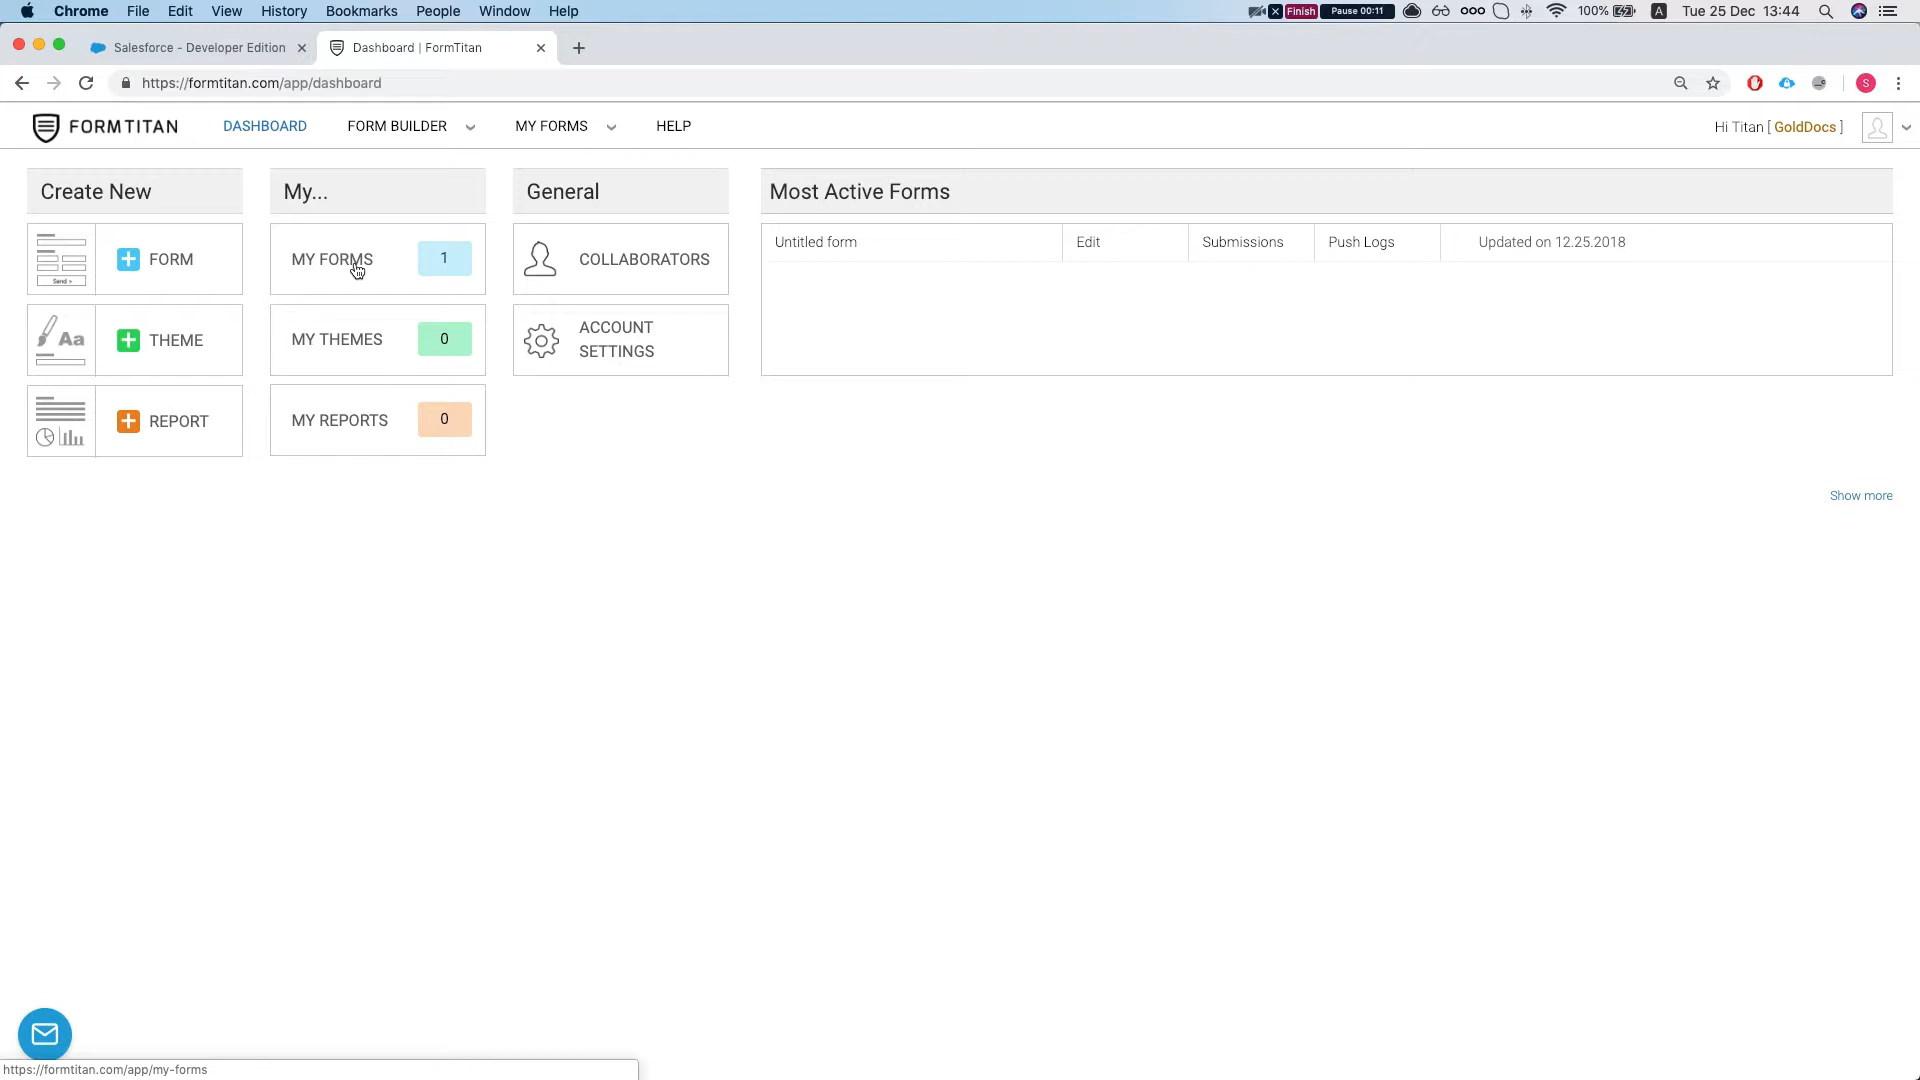 Chrome File Edit View History Bookmarks People Window Help
Finish Pause 00:11 100% A Tue 25 Dec 13:44
Salesforce - Developer Edition
Dashboard | FormTitan
https://formtitan.com/app/dashboard
S
FORMTITAN DASHBOARD FORM BUILDER MY FORMS HELP
Hi Titan [ GoldDocs ]
Create New
Send >
FORM
Aa
THEME
REPORT
My...
MY FORMS 1
MY THEMES 0
MY REPORTS 0
General
COLLABORATORS
ACCOUNT
SETTINGS
Most Active Forms
Untitled form Edit Submissions Push Logs Updated on 12.25.2018
Show more
https://formtitan.com/app/my-forms